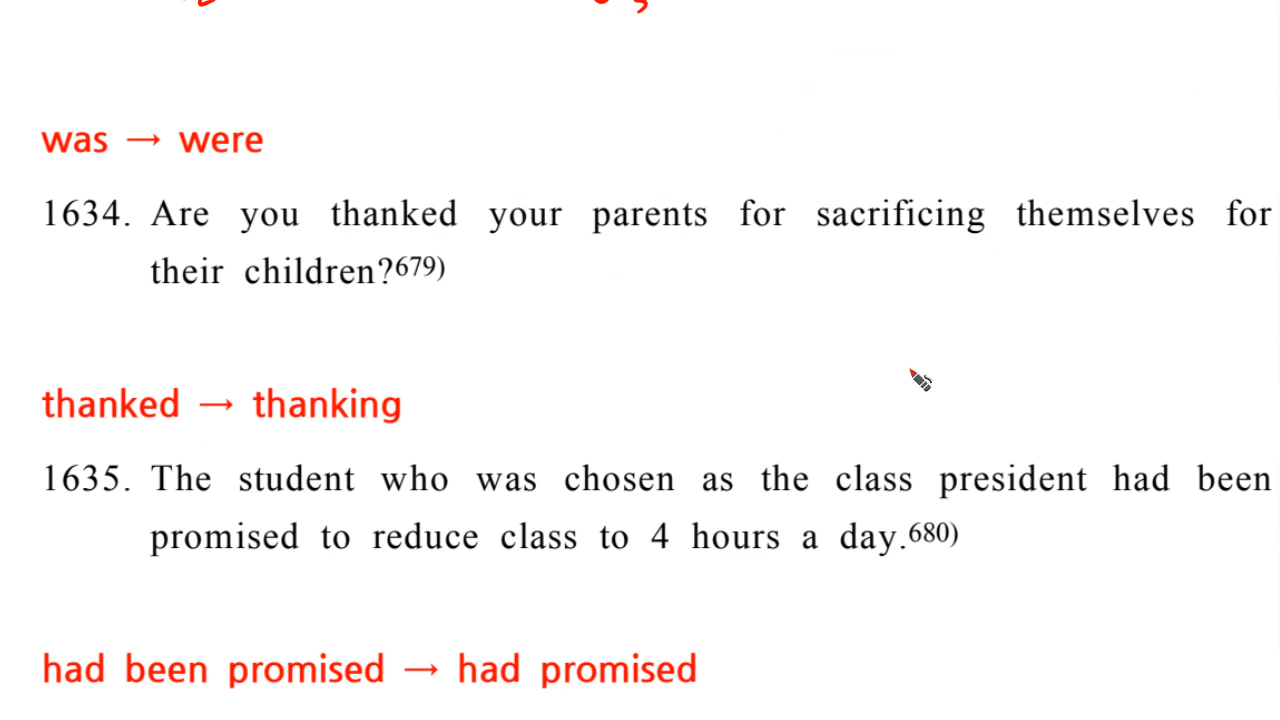 was → were
1634. Are you thanked your parents for sacrificing themselves for
their children?679)
thanked → thanking
1635. The student who was chosen as the class president had been
promised to reduce class to 4 hours a day.680)
had been promised → had promised